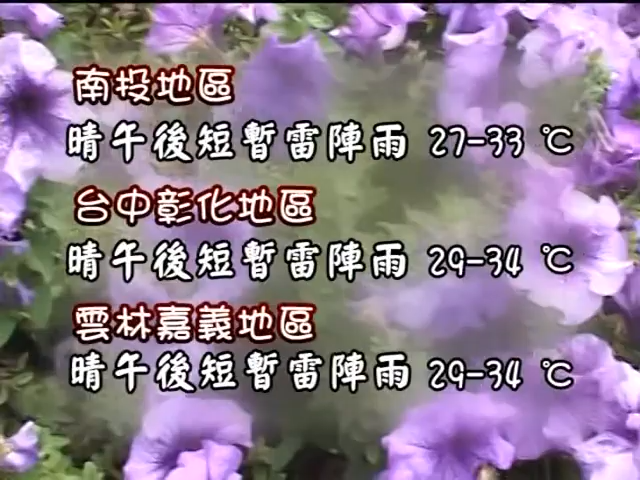 南投地區
晴午後短暫雷陣雨 27-33 ℃
台中彰化地區
晴午後短暫雷陣雨 29-34 ℃
雲林嘉義地區
晴午後短暫雷陣雨 29-34 ℃